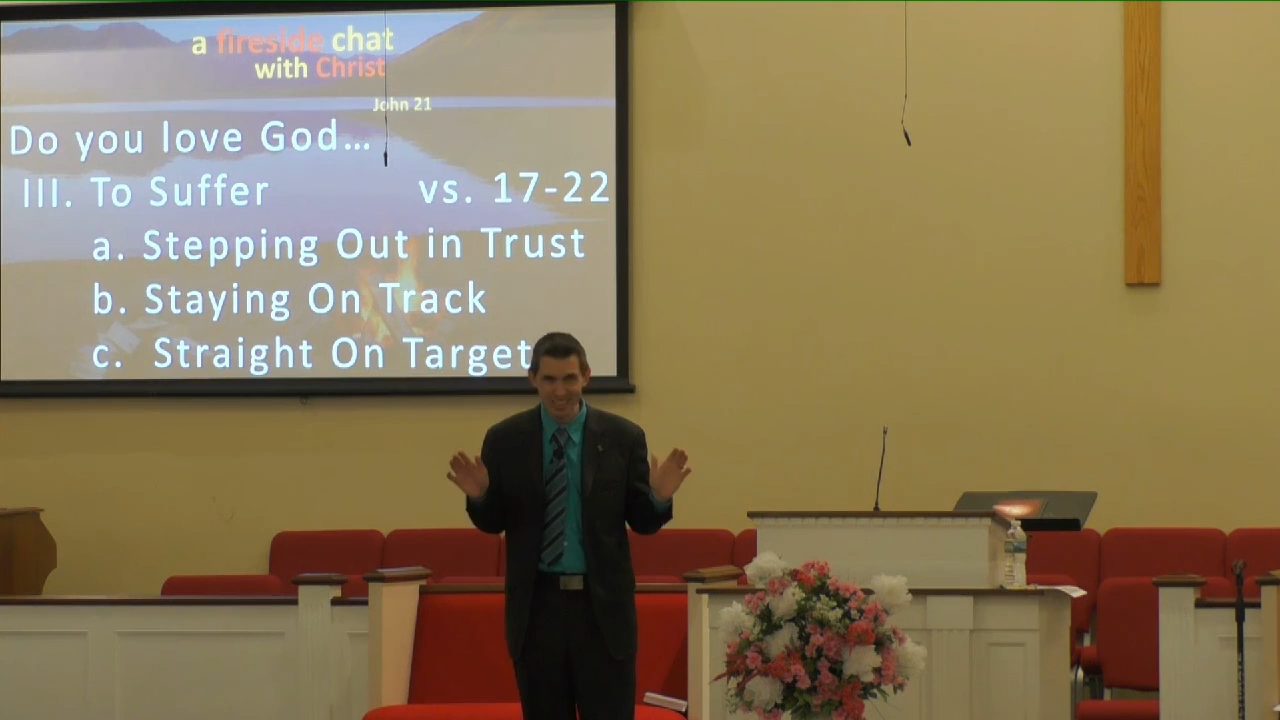 a fireside chat
with Christ
John 21
Do you love God...
III. To Suffer vs. 17-22
a. Stepping Out in Trust
b. Staying On Track
c. Straight On Target